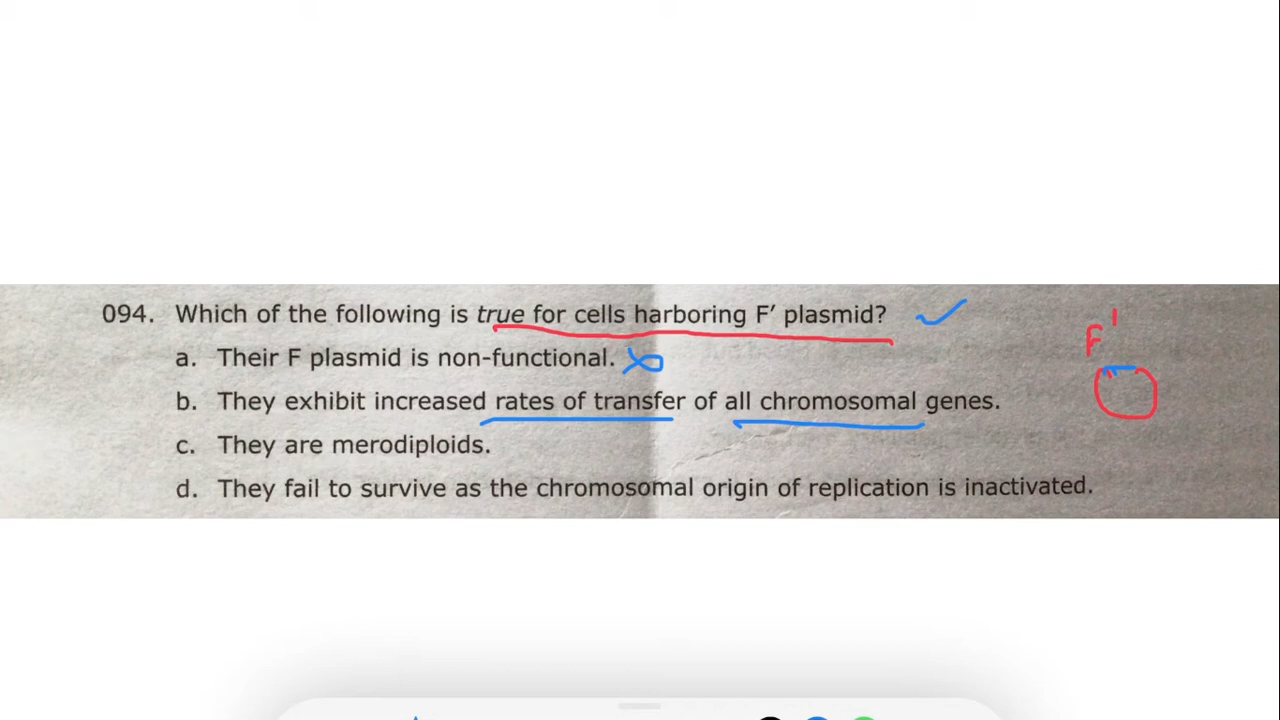 094. Which of the following is true for cells harboring F′ plasmid?
F'
a. Their F plasmid is non-functional.
b. They exhibit increased rates of transfer of all chromosomal genes.
c. They are merodiploids.
d. They fail to survive as the chromosomal origin of replication is inactivated.